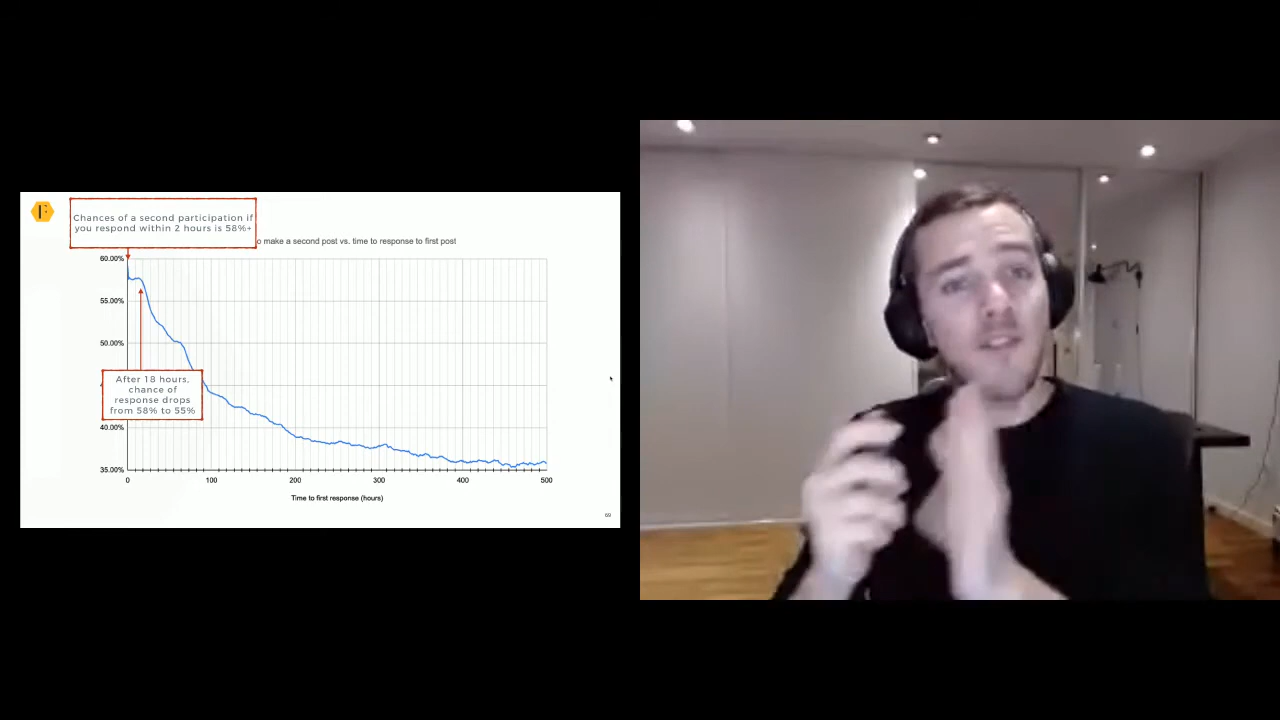 F
Chances of a second participation if
you respond within 2 hours is 58%+
o make a second post vs. time to response to first post
60.00%
55.00%
50.00%
After 18 hours,
chance of
response drops
from 58% to 55%
40.00%
35.00%
0 100 200 300 400 500
Time to first response (hours)
69